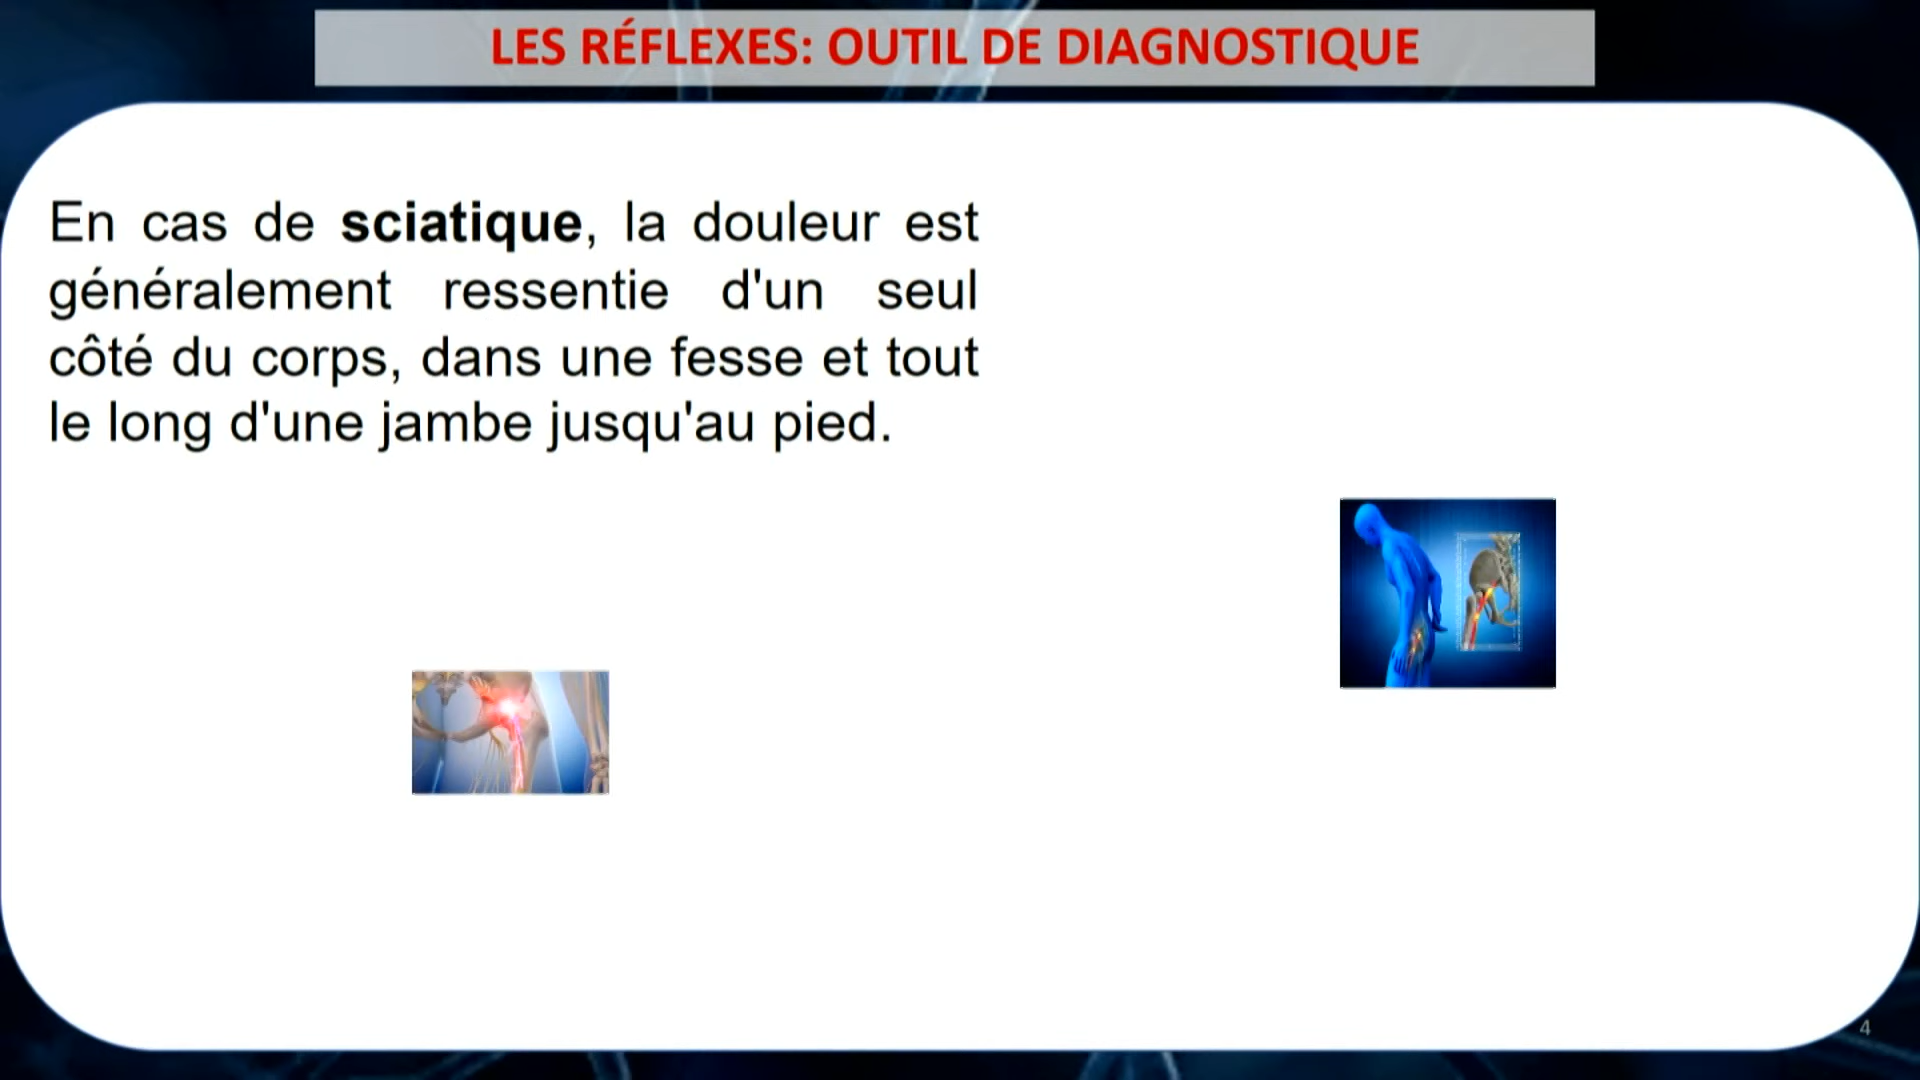 LES RÉFLEXES: OUTIL DE DIAGNOSTIQUE
En cas de sciatique, la douleur est
généralement ressentie d'un seul
côté du corps, dans une fesse et tout
le long d'une jambe jusqu'au pied.
4